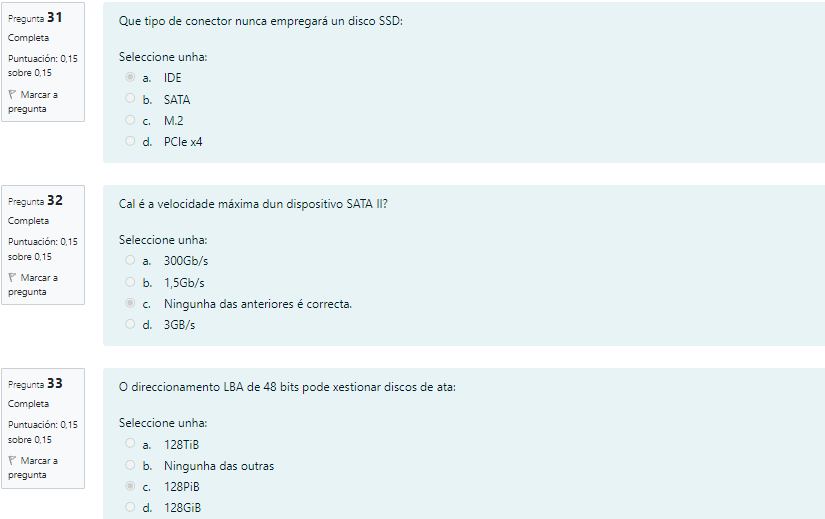 Pregunta 31
Completa
Puntuación: 0,15
sobre 0,15
Marcar a
pregunta
Que tipo de conector nunca empregará un disco SSD:
Seleccione unha:
a. IDE
b. SATA
c. M.2
d. PCIe x4
Pregunta 32
Completa
Puntuación: 0,15
sobre 0,15
Marcar a
pregunta
Cal é a velocidade máxima dun dispositivo SATA II?
Seleccione unha:
a. 300Gb/s
b. 1,5Gb/s
c. Ningunha das anteriores é correcta.
d. 3GB/s
Pregunta 33
Completa
Puntuación: 0,15
sobre 0,15
Marcar a
pregunta
O direccionamento LBA de 48 bits pode xestionar discos de ata:
Seleccione unha:
a. 128TiB
b. Ningunha das outras
c. 128PiB
d. 128GiB